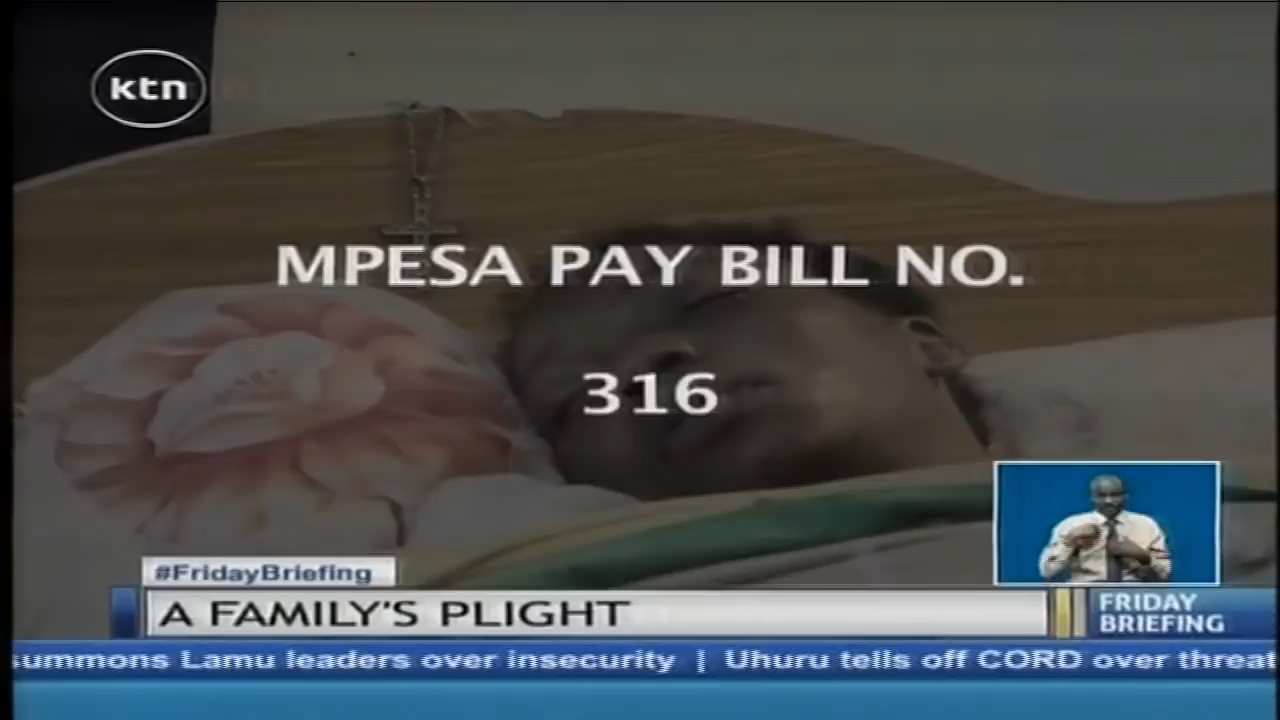 ktn
MPESA PAY BILL NO.
316
#FridayBriefing
A FAMILY'S PLIGHT
FRIDAY
BRIEFING
summons Lamu leaders over insecurity | Uhuru tells off CORD over threat